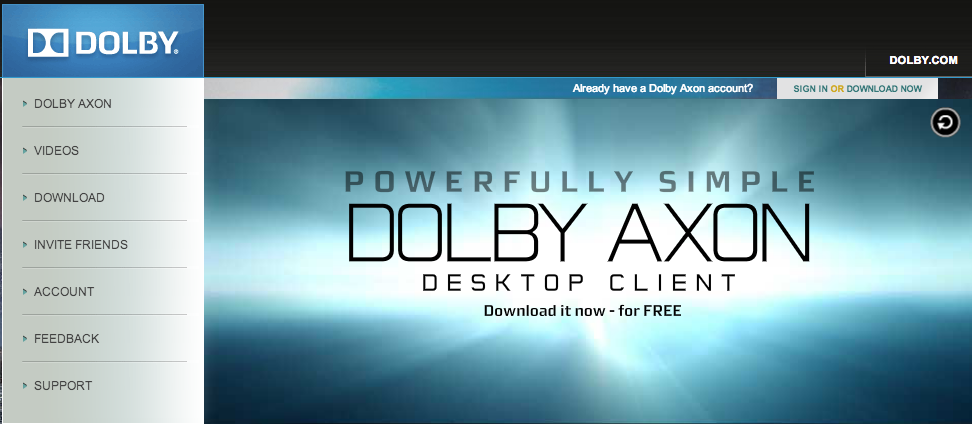 DOLBY®
DOLBY.COM
Already have a Dolby Axon account?
SIGN IN OR DOWNLOAD NOW
DOLBY AXON
VIDEOS
DOWNLOAD
INVITE FRIENDS
ACCOUNT
FEEDBACK
SUPPORT
POWERFULLY SIMPLE
DOLBY AXON
DESKTOP CLIENT
Download it now - for FREE